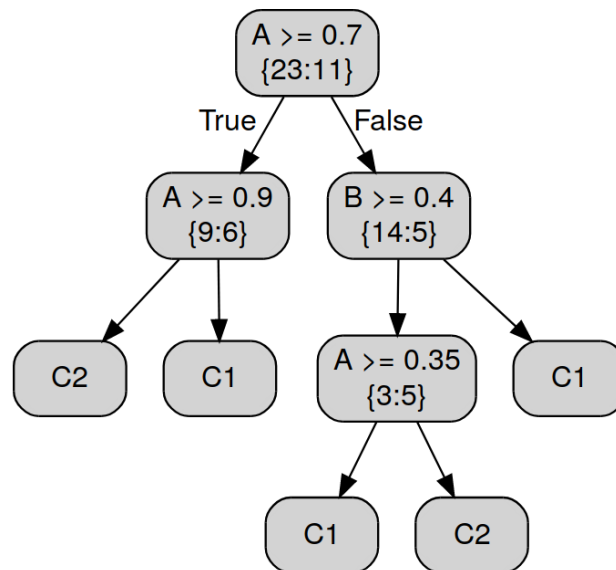 A >= 0.7
{23:11}
True
False
A >= 0.9
{9:6}
B >= 0.4
{14:5}
C2
C1
A >= 0.35
{3:5}
C1
C1
C2